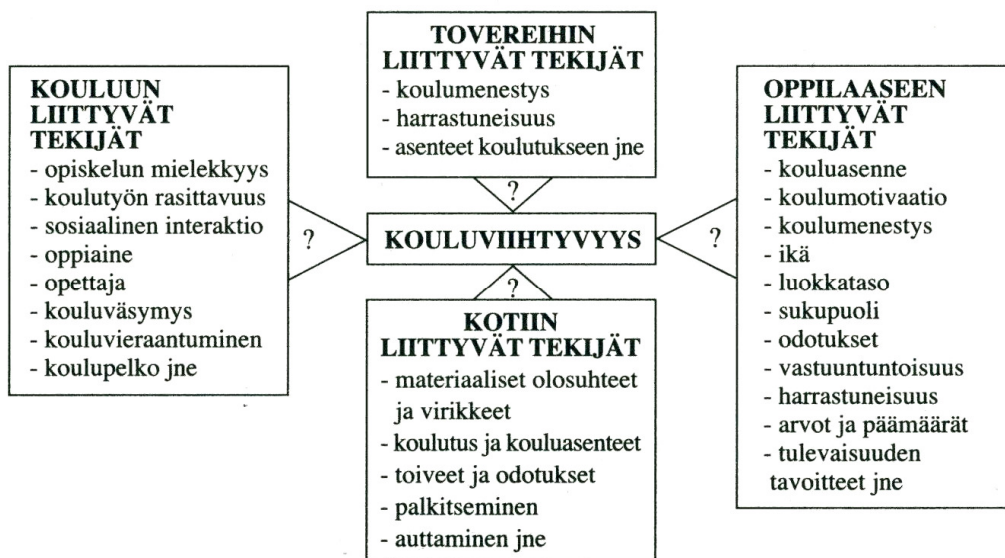 TOVEREIHIN
LIITTYVÄT TEKIJÄT
- koulumenestys
- harrastuneisuus
- asenteet koulutukseen jne
?
KOULUUN
LIITTYVÄT
TEKIJÄT
- opiskelun mielekkyys
- koulutyön rasittavuus
- sosiaalinen interaktio
- oppiaine
- opettaja
- kouluväsymys
- kouluvieraantuminen
- koulupelko jne
?
KOULUVIIHTYVYYS
?
OPPILAASEEN
LIITTYVÄT
TEKIJÄT
- kouluasenne
- koulumotivaatio
- koulumenestys
- ikä
- luokkataso
- sukupuoli
- odotukset
- vastuuntuntoisuus
- harrastuneisuus
- arvot ja päämäärät
- tulevaisuuden
tavoitteet jne
?
KOTIIN
LIITTYVÄT TEKIJÄT
- materiaaliset olosuhteet
ja virikkeet
- koulutus ja kouluasenteet
- toiveet ja odotukset
- palkitseminen
- auttaminen jne